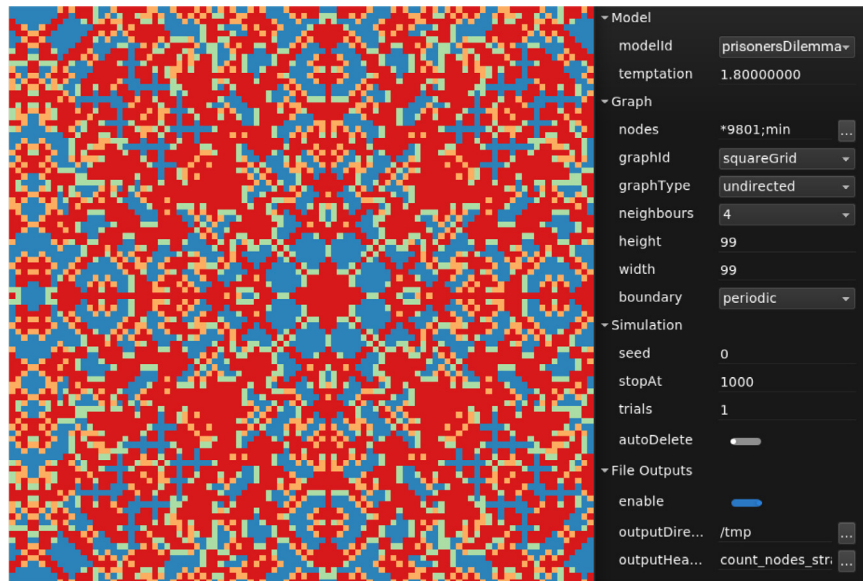 Model
modelId prisonersDilemma
temptation 1.80000000
Graph
nodes *9801;min ...
graphId squareGrid
graphType undirected
neighbours 4
height 99
width 99
boundary periodic
Simulation
seed 0
stopAt 1000
trials 1
autoDelete
File Outputs
enable
outputDire... /tmp ...
outputHea... count_nodes_stra ...